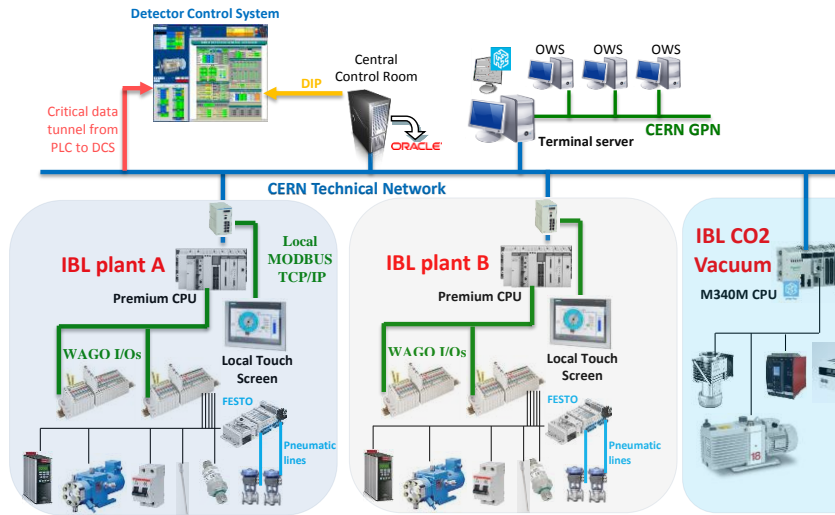 Detector Control System
Central
Control Room
OWS
OWS
OWS
DIP
Critical data
tunnel from
PLC to DCS
ORACLE
Terminal server
CERN GPN
CERN Technical Network
IBL plant A
Local
MODBUS
TCP/IP
Premium CPU
WAGO I/Os
Local Touch
Screen
FESTO
Pneumatic
lines
IBL plant B
Premium CPU
WAGO I/Os
Local Touch
Screen
FESTO
Pneumatic
lines
IBL CO2
Vacuum
M340M CPU
18